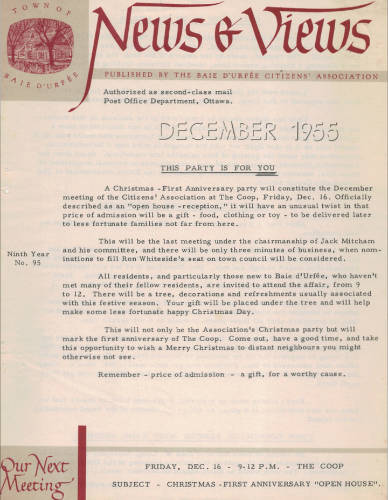 TOWN OF
BAIE D'URFÉE
News & Views
PUBLISHED BY THE BAIE D'URFÉE CITIZENS' ASSOCIATION
Authorized as second-class mail
Post Office Department, Ottawa.
DECEMBER 1955
THIS PARTY IS FOR YOU
A Christmas - First Anniversary party will constitute the December
meeting of the Citizens' Association at The Coop, Friday, Dec. 16. Officially
described as an "open house - reception," it will have an unusual twist in that
price of admission will be a gift - food, clothing or toy - to be delivered later
to less fortunate families not far from here.
This will be the last meeting under the chairmanship of Jack Mitcham
and his committee, and there will be only three minutes of business, when nom-
inations to fill Ron Whiteside's seat on town council will be considered.
Ninth Year
No. 95
All residents, and particularly those new to Baie d'Urfée, who haven't
met many of their fellow residents, are invited to attend the affair, from 9
to 12. There will be a tree, decorations and refreshments usually associated
with this festive season. Your gift will be placed under the tree and will help
make some less fortunate happy Christmas Day.
This will not only be the Association's Christmas party but will
mark the first anniversary of The Coop. Come out, have a good time, and take
this opportunity to wish a Merry Christmas to distant neighbours you might
otherwise not see.
Remember - price of admission - a gift, for a worthy cause.
Our Next
Meeting
FRIDAY, DEC. 16 - 9-12 P.M. - THE COOP
SUBJECT - CHRISTMAS - FIRST ANNIVERSARY "OPEN HOUSE".